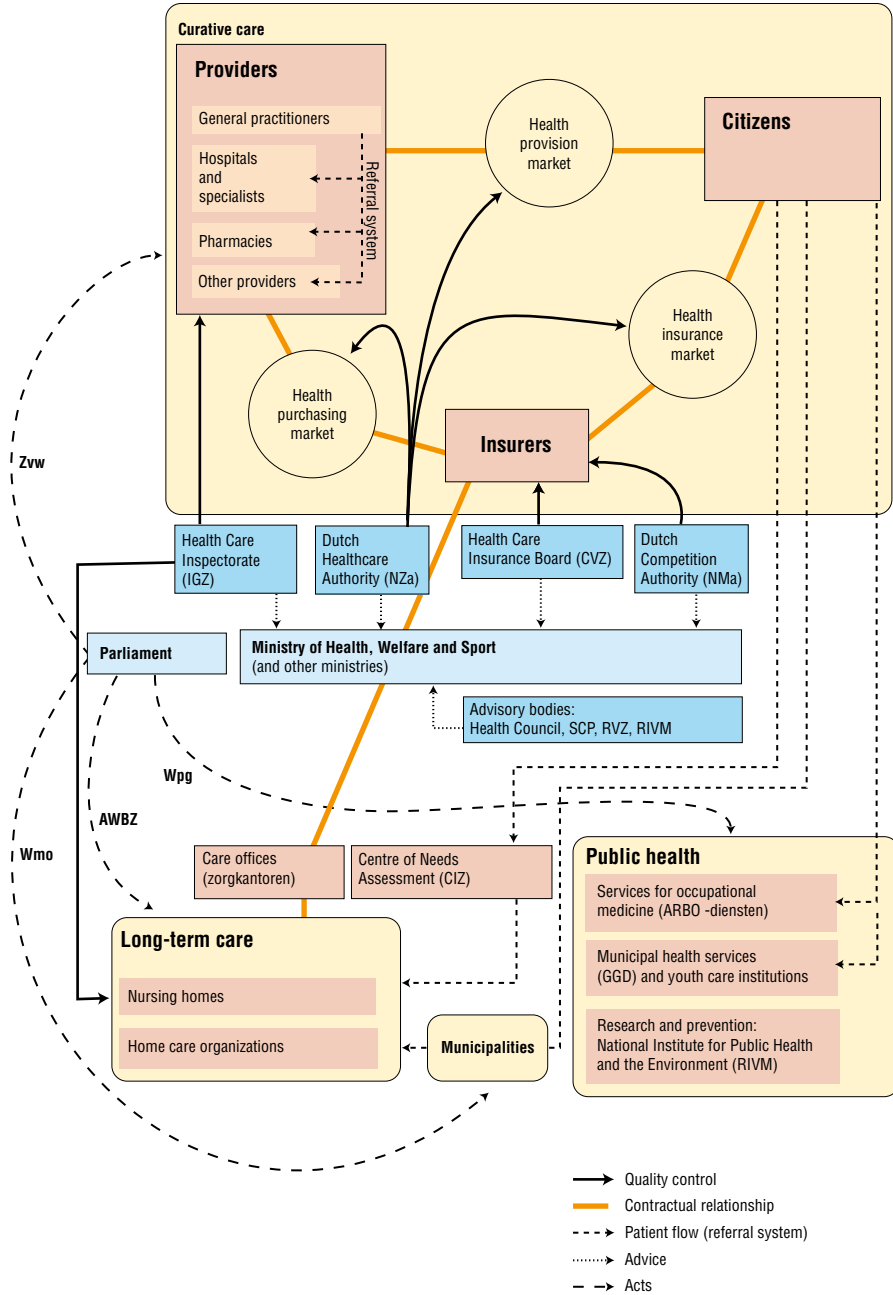 Curative care
Providers
General practitioners
Hospitals
and
specialists
Pharmacies
Other providers
Referral system
Health
provision
market
Citizens
Health
insurance
market
Health
purchasing
market
Insurers
Zvw
Health Care
Inspectorate
(IGZ)
Dutch
Healthcare
Authority (NZa)
Health Care
Insurance Board (CVZ)
Dutch
Competition
Authority (NMa)
Parliament
Ministry of Health, Welfare and Sport
(and other ministries)
Advisory bodies:
Health Council, SCP, RVZ, RIVM
Wpg
AWBZ
Wmo
Care offices
(zorgkantoren)
Centre of Needs
Assessment (CIZ)
Public health
Services for occupational
medicine (ARBO -diensten)
Municipal health services
(GGD) and youth care institutions
Research and prevention:
National Institute for Public Health
and the Environment (RIVM)
Long-term care
Nursing homes
Home care organizations
Municipalities
Quality control
Contractual relationship
Patient flow (referral system)
Advice
Acts